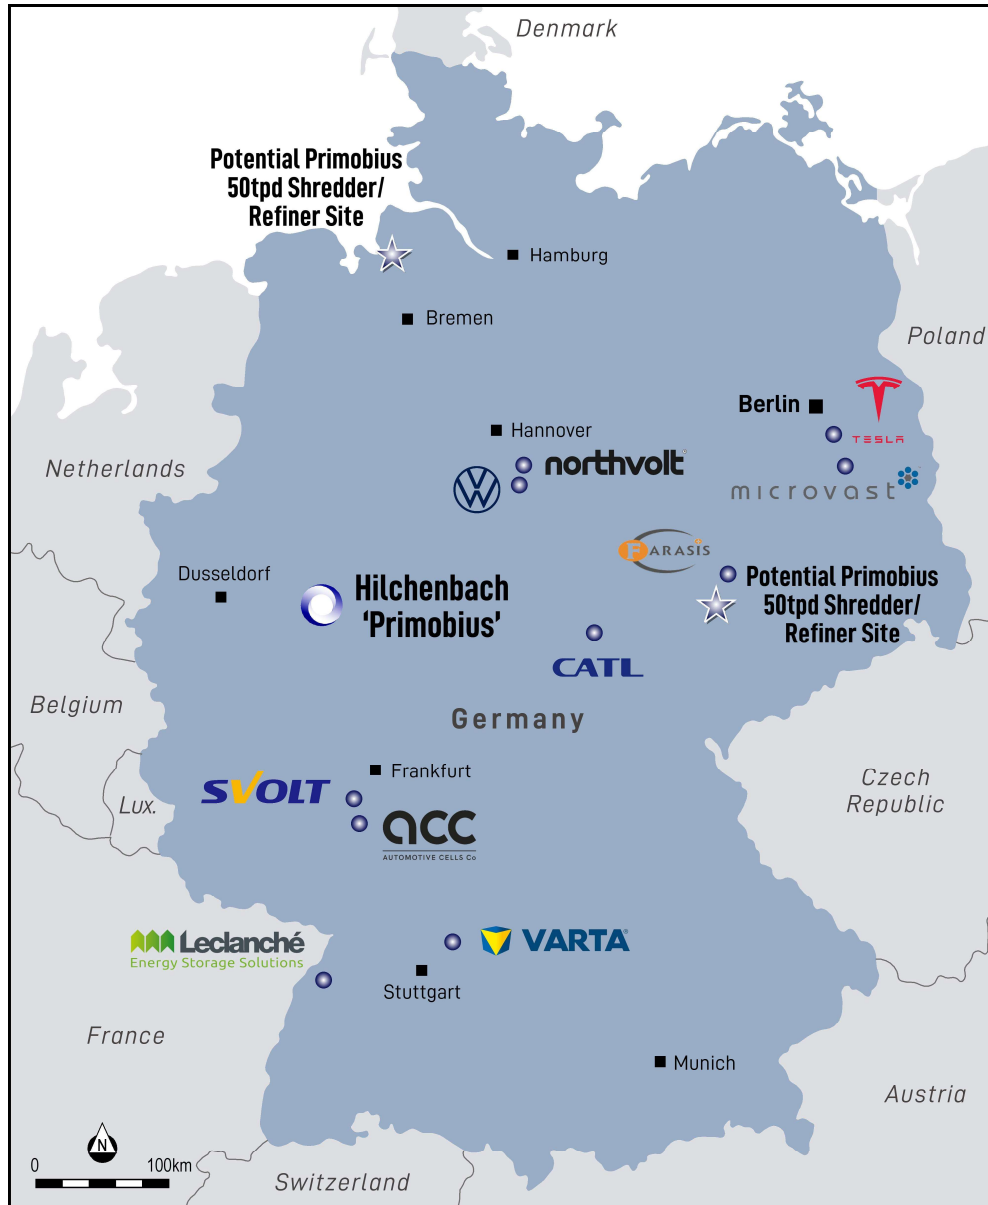 Denmark
Potential Primobius
50tpd Shredder/
Refiner Site
Hamburg
Bremen
Poland
Berlin
TESLA
Hannover
northvolt
Netherlands
microvast
FARASIS
Dusseldorf
Hilchenbach
'Primobius'
Potential Primobius
50tpd Shredder/
Refiner Site
CATL
Belgium
Germany
Frankfurt
Czech
Republic
SVOLT
Lux.
acc
AUTOMOTIVE CELLS Co
Leclanché
Energy Storage Solutions
VARTA
Stuttgart
France
Munich
Austria
N
0 100km
Switzerland
VW